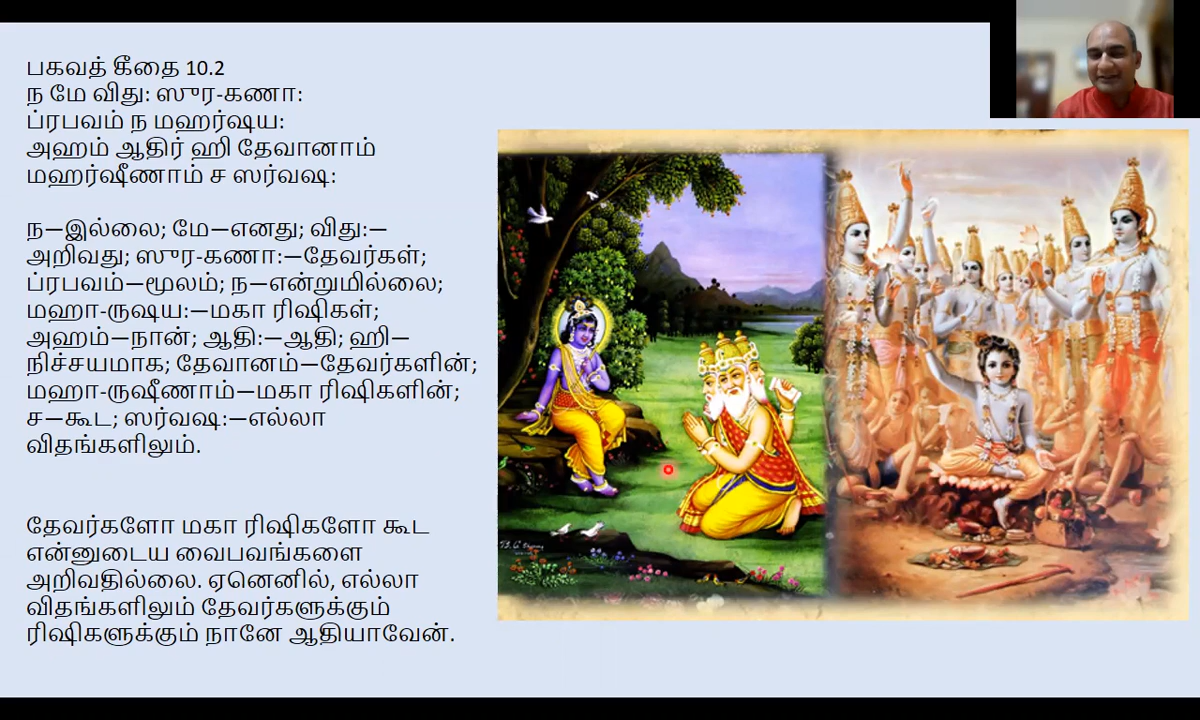 பகவத் கீதை 10.2
ந மே விது: ஸுர-கணா:
ப்ரபவம் ந மஹர்ஷய:
அஹம் ஆதிர் ஹி தேவானாம்
மஹர்ஷீணாம் ச ஸர்வஷ:
ந—இல்லை; மே—எனது; விது:—
அறிவது; ஸுர-கணா:—தேவர்கள்;
ப்ரபவம்—மூலம்; ந—என்றுமில்லை;
மஹா-ருஷய:—மகா ரிஷிகள்;
அஹம்—நான்; ஆதி:—ஆதி; ஹி—
நிச்சயமாக; தேவானம்—தேவர்களின்;
மஹா-ருஷீணாம்—மகா ரிஷிகளின்;
ச—கூட; ஸர்வஷ:—எல்லா
விதங்களிலும்.
தேவர்களோ மகா ரிஷிகளோ கூட
என்னுடைய வைபவங்களை
அறிவதில்லை. ஏனெனில், எல்லா
விதங்களிலும் தேவர்களுக்கும்
ரிஷிகளுக்கும் நானே ஆதியாவேன்.